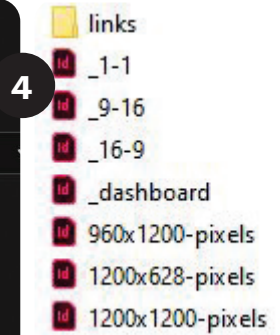 links
_1-1
4
_9-16
_16-9
_dashboard
960x1200-pixels
1200x628-pixels
1200x1200-pixels